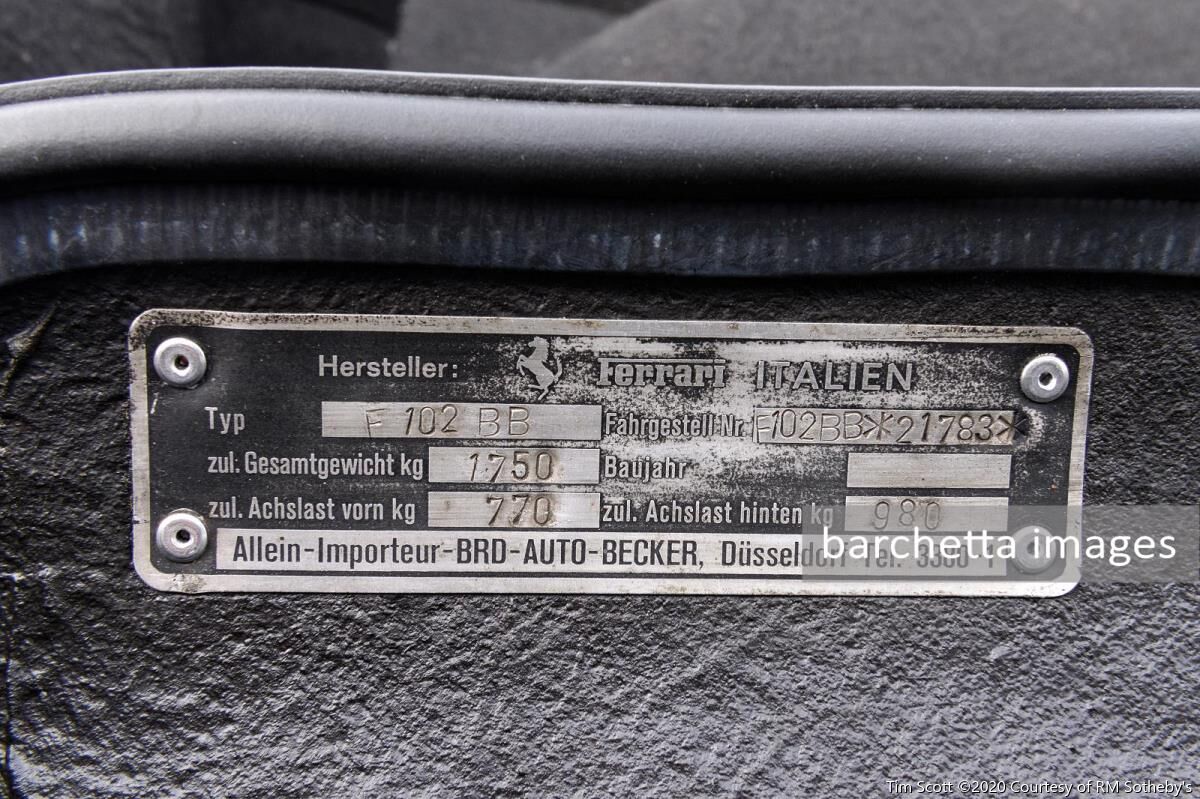 Hersteller: Ferrari ITALIEN
Typ F 102 BB Fahrgestell Nr. F102BB*21783*
zul. Gesamtgewicht kg 1750 Baujahr
zul. Achslast vorn kg 770 zul. Achslast hinten kg 980
Allein-Importeur-BRD-AUTO-BECKER, Düsseldorf Tel.
barchetta images
Tim Scott ©2020 Courtesy of RM Sotheby's